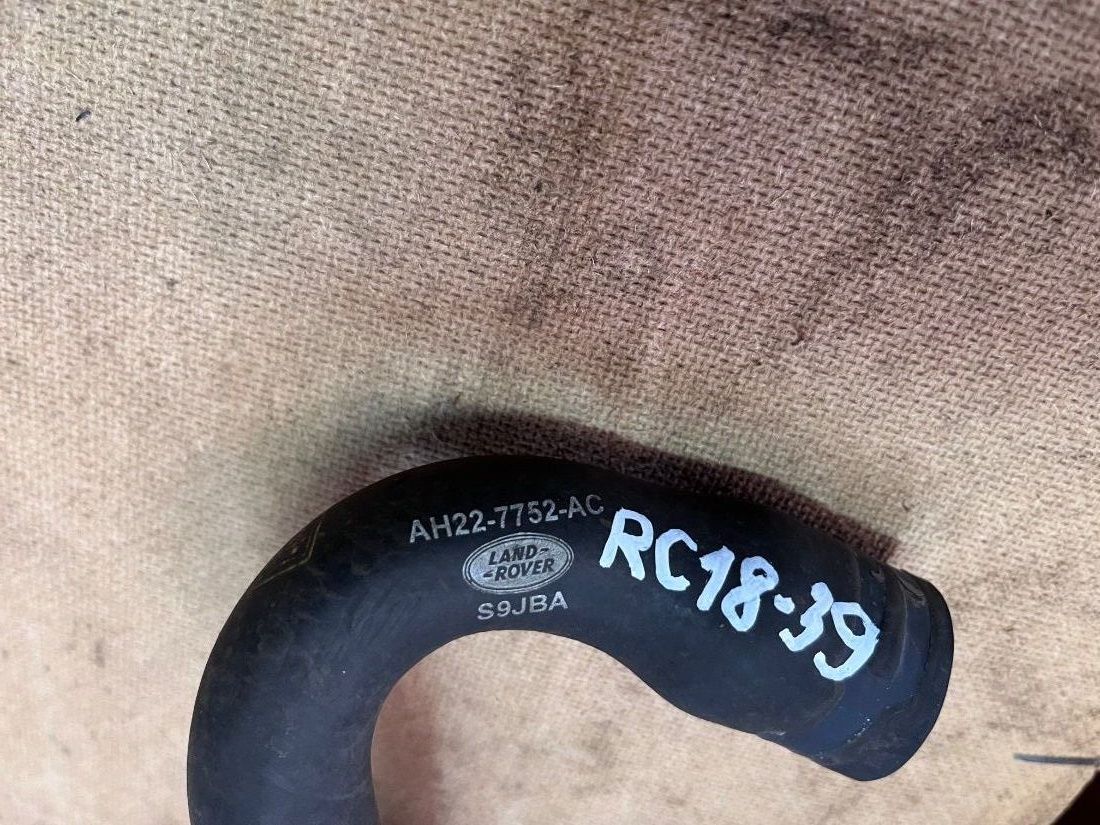 AH22-7752-AC
LAND-
-ROVER
S9JBA
RC18-39